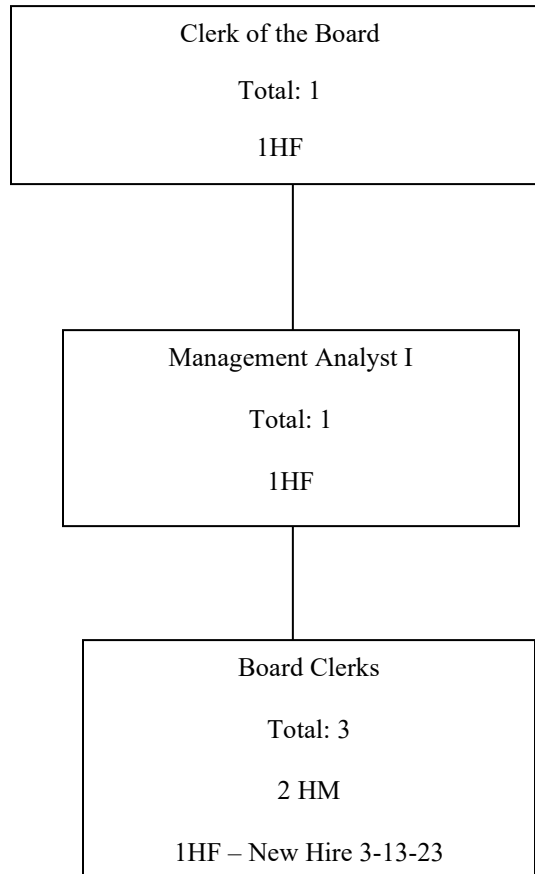 Clerk of the Board
Total: 1
1HF
Management Analyst I
Total: 1
1HF
Board Clerks
Total: 3
2 HM
1HF – New Hire 3-13-23